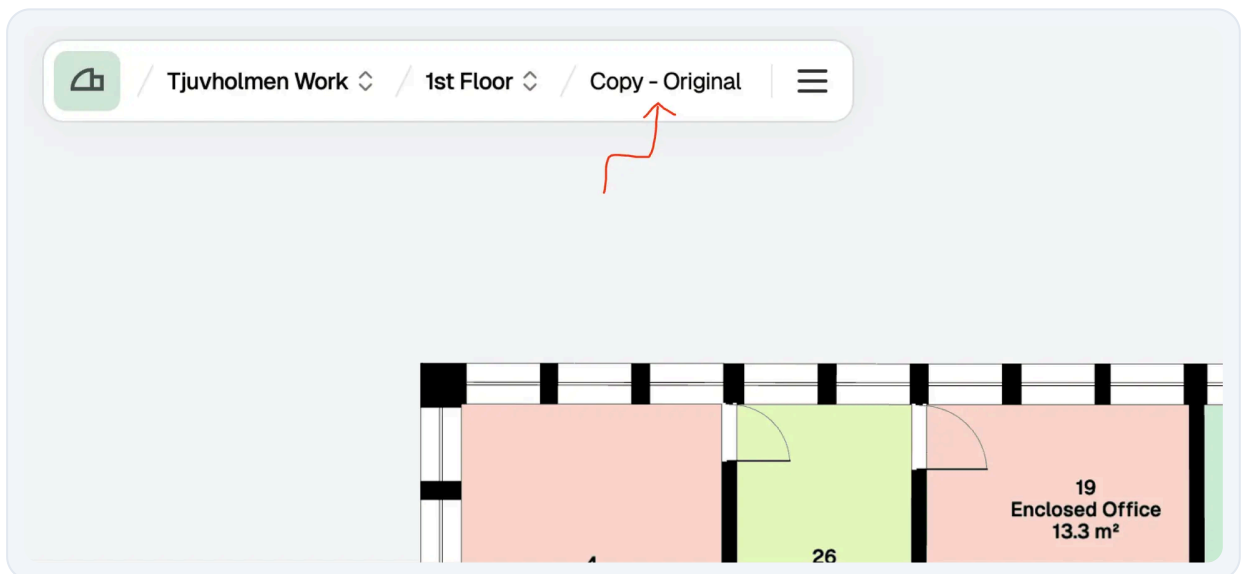 Tjuvholmen Work
1st Floor
Copy - Original
19
Enclosed Office
13.3 m²
26